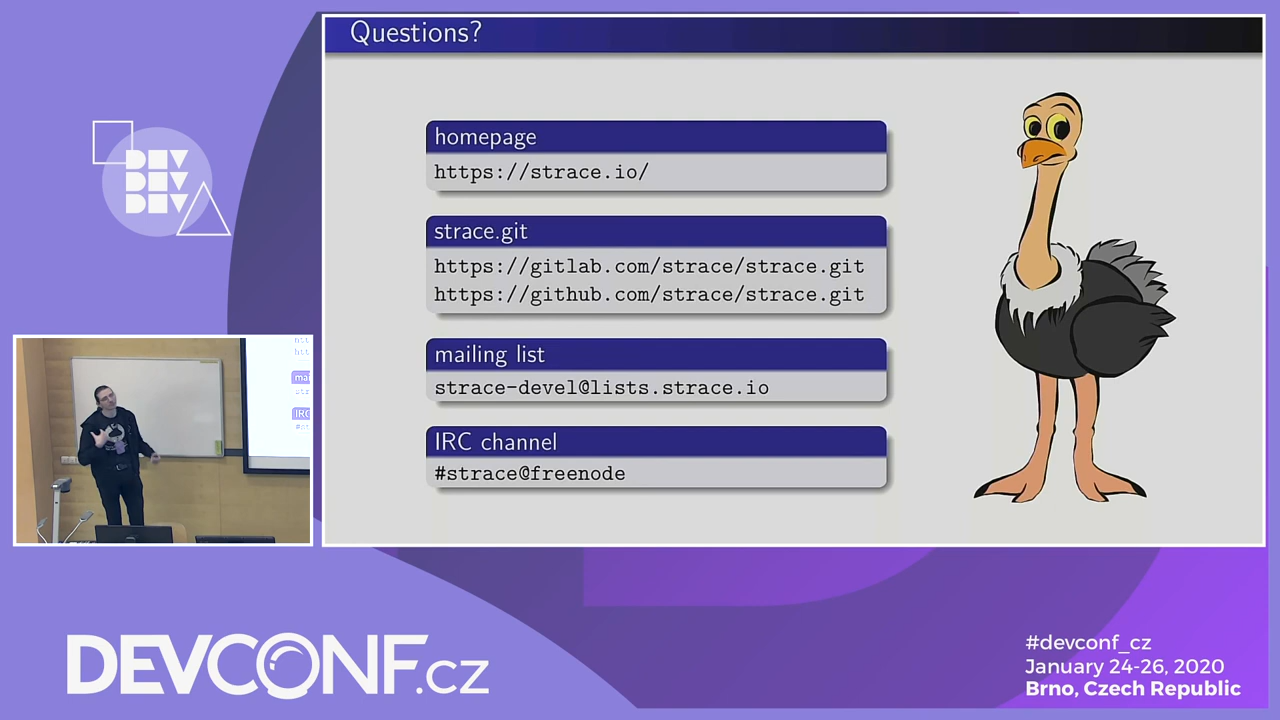 Questions?
homepage
https://strace.io/
strace.git
https://gitlab.com/strace/strace.git
https://github.com/strace/strace.git
mailing list
strace-devel@lists.strace.io
IRC channel
#strace@freenode
DEV
DEV
DEV
DEVCONF.cz
#devconf_cz
January 24-26, 2020
Brno, Czech Republic